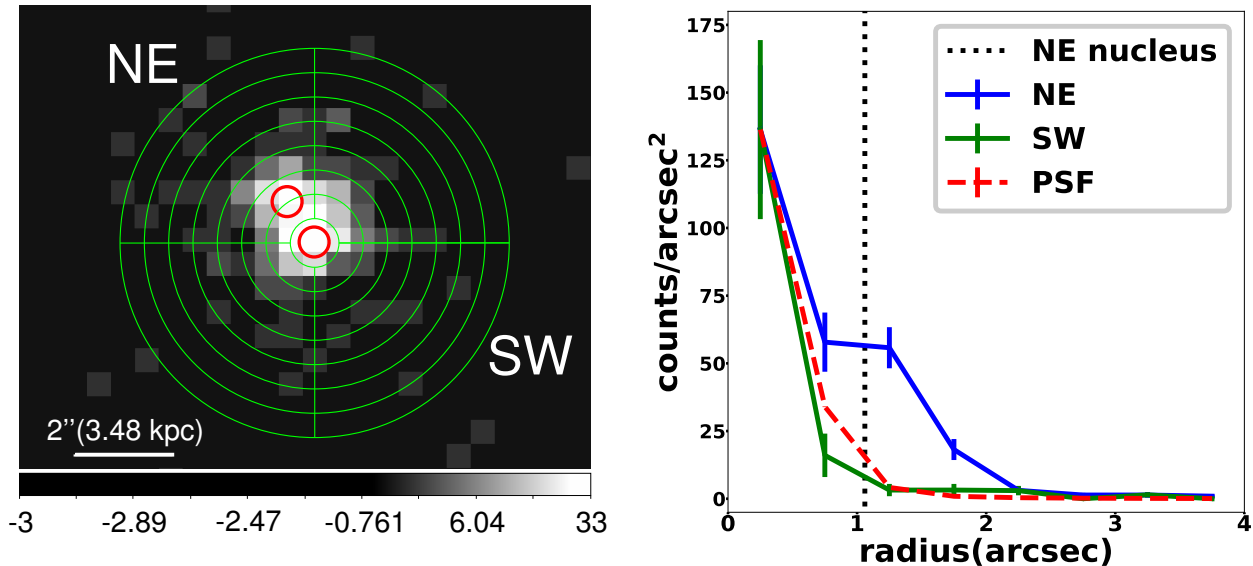 NE
SW
2’’(3.48 kpc)
-3 -2.89 -2.47 -0.761 6.04 33
175
150
125
100
75
50
25
0
counts/arcsec²
NE nucleus
NE
SW
PSF
0 1 2 3 4
radius(arcsec)